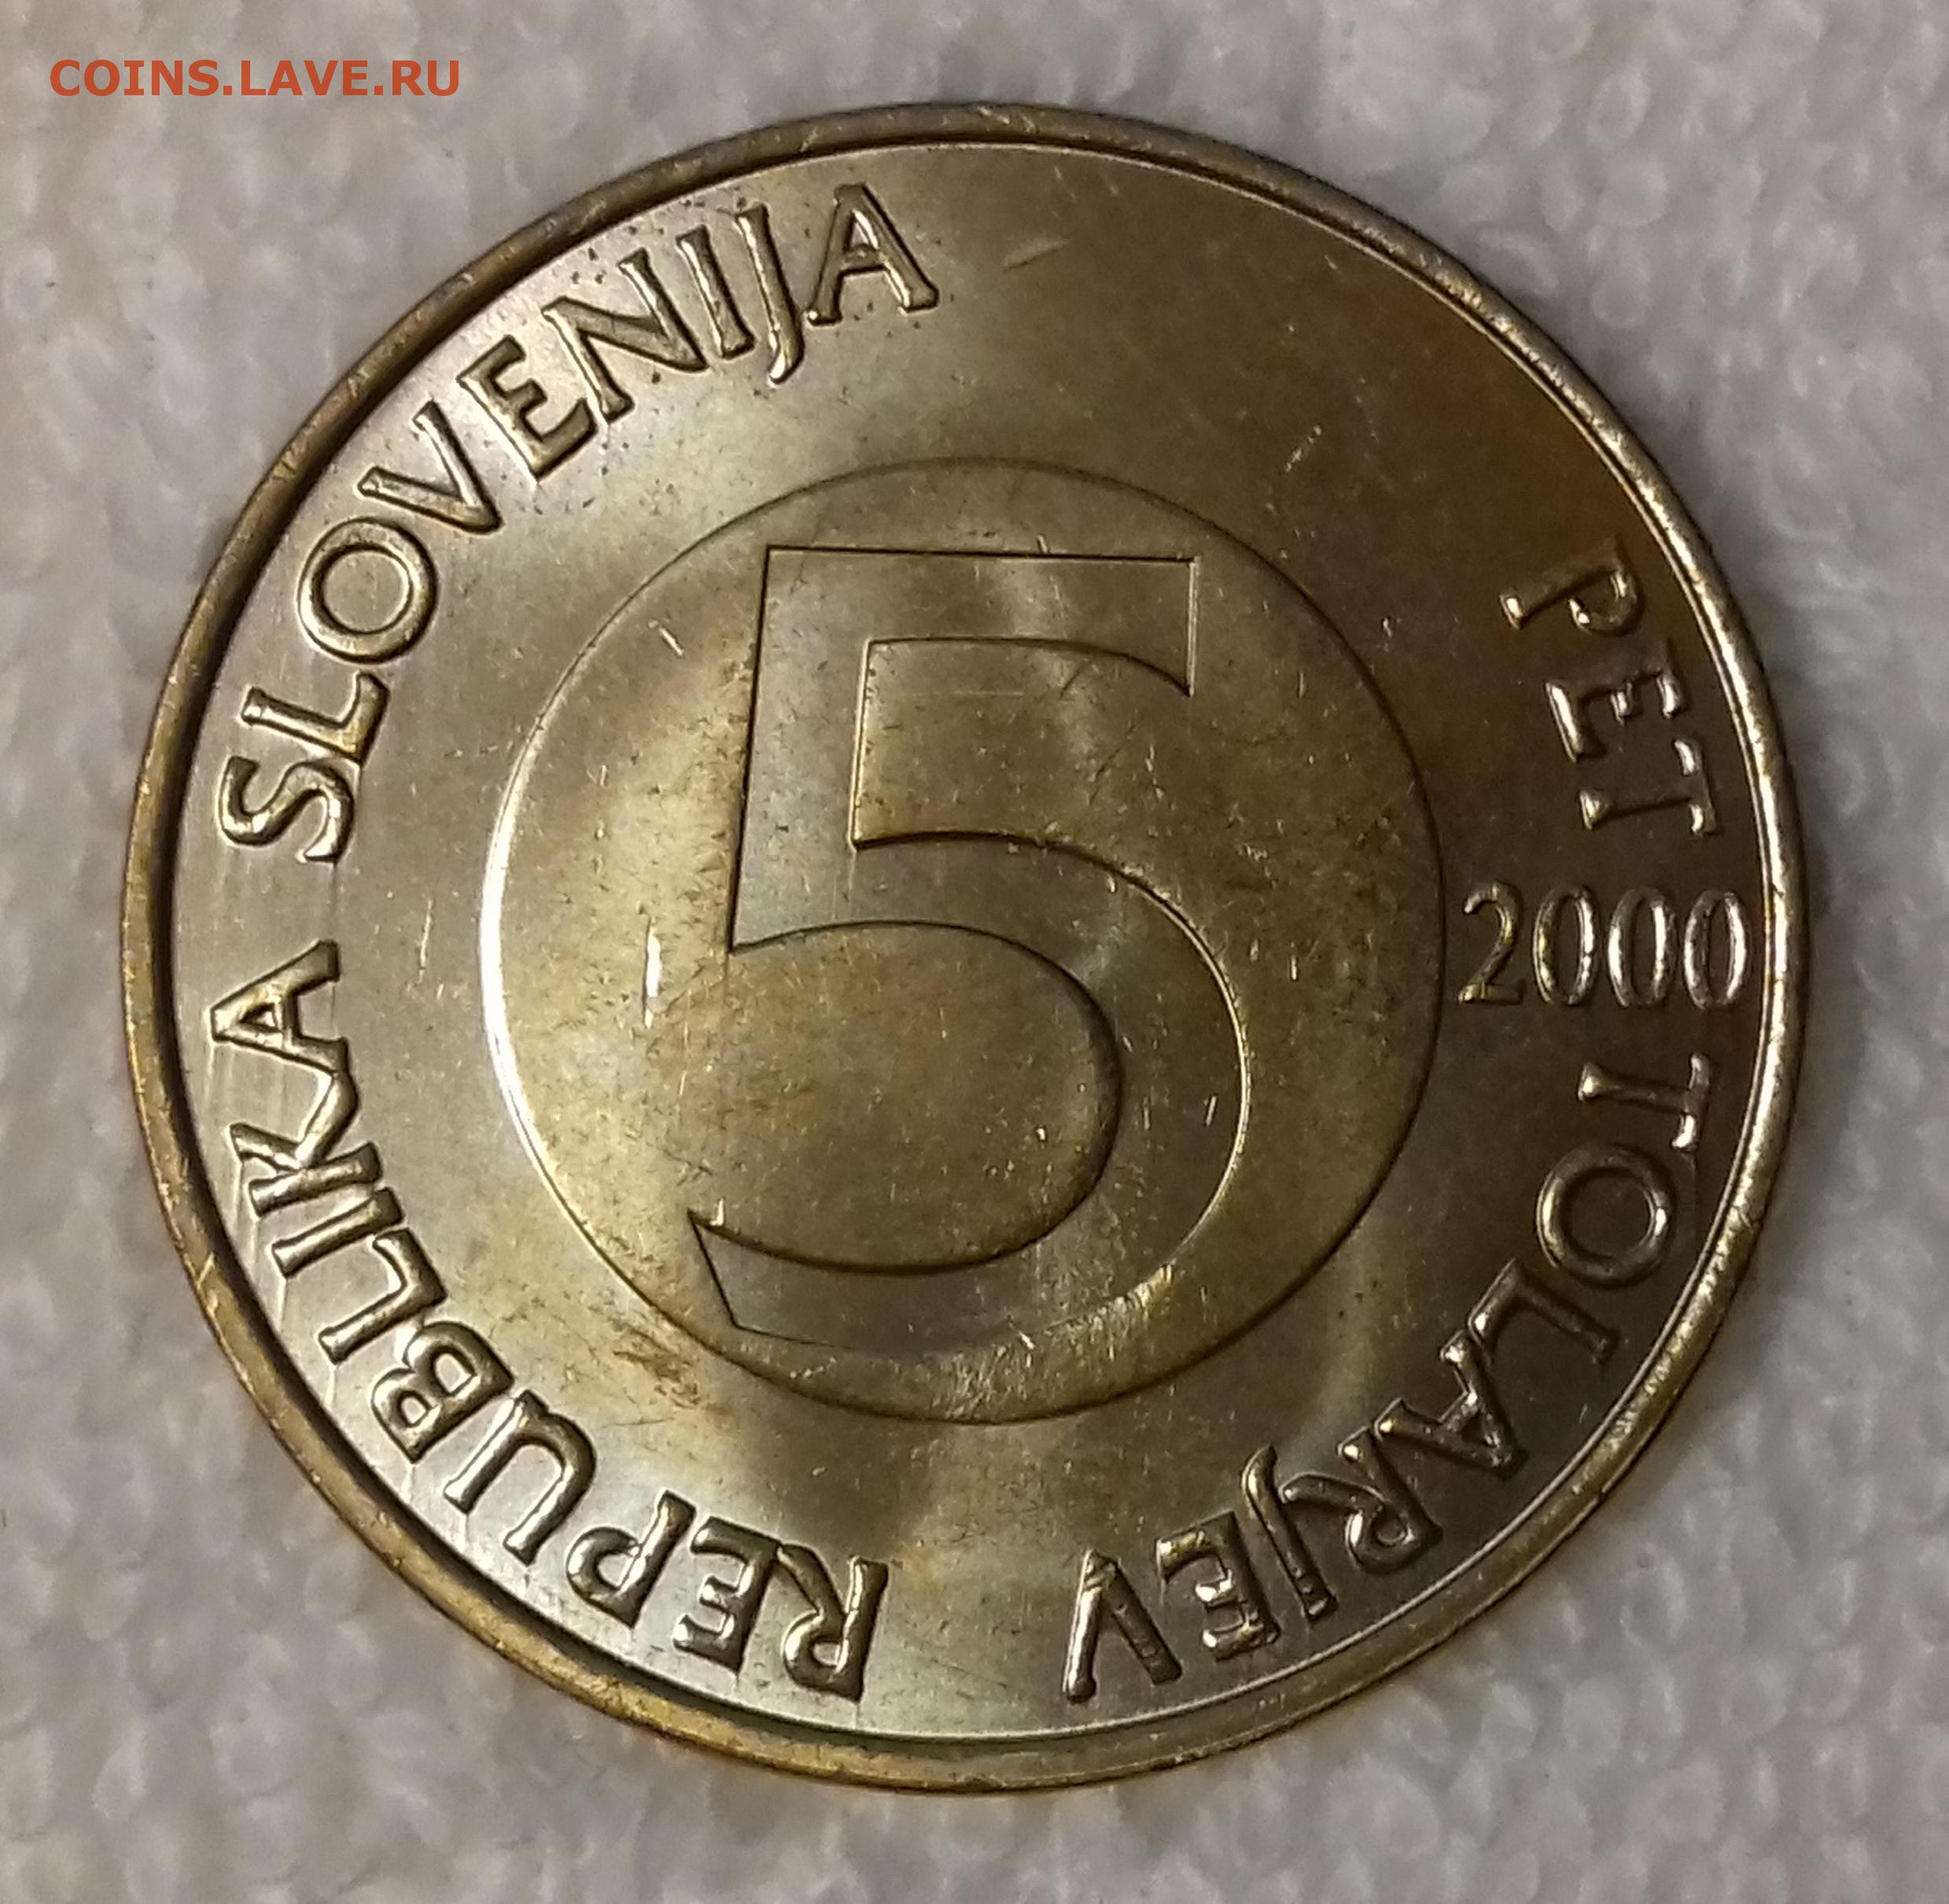 COINS.LAVE.RU
REPUBLIKA SLOVENIJA
5
PET TOLARJEV
2000